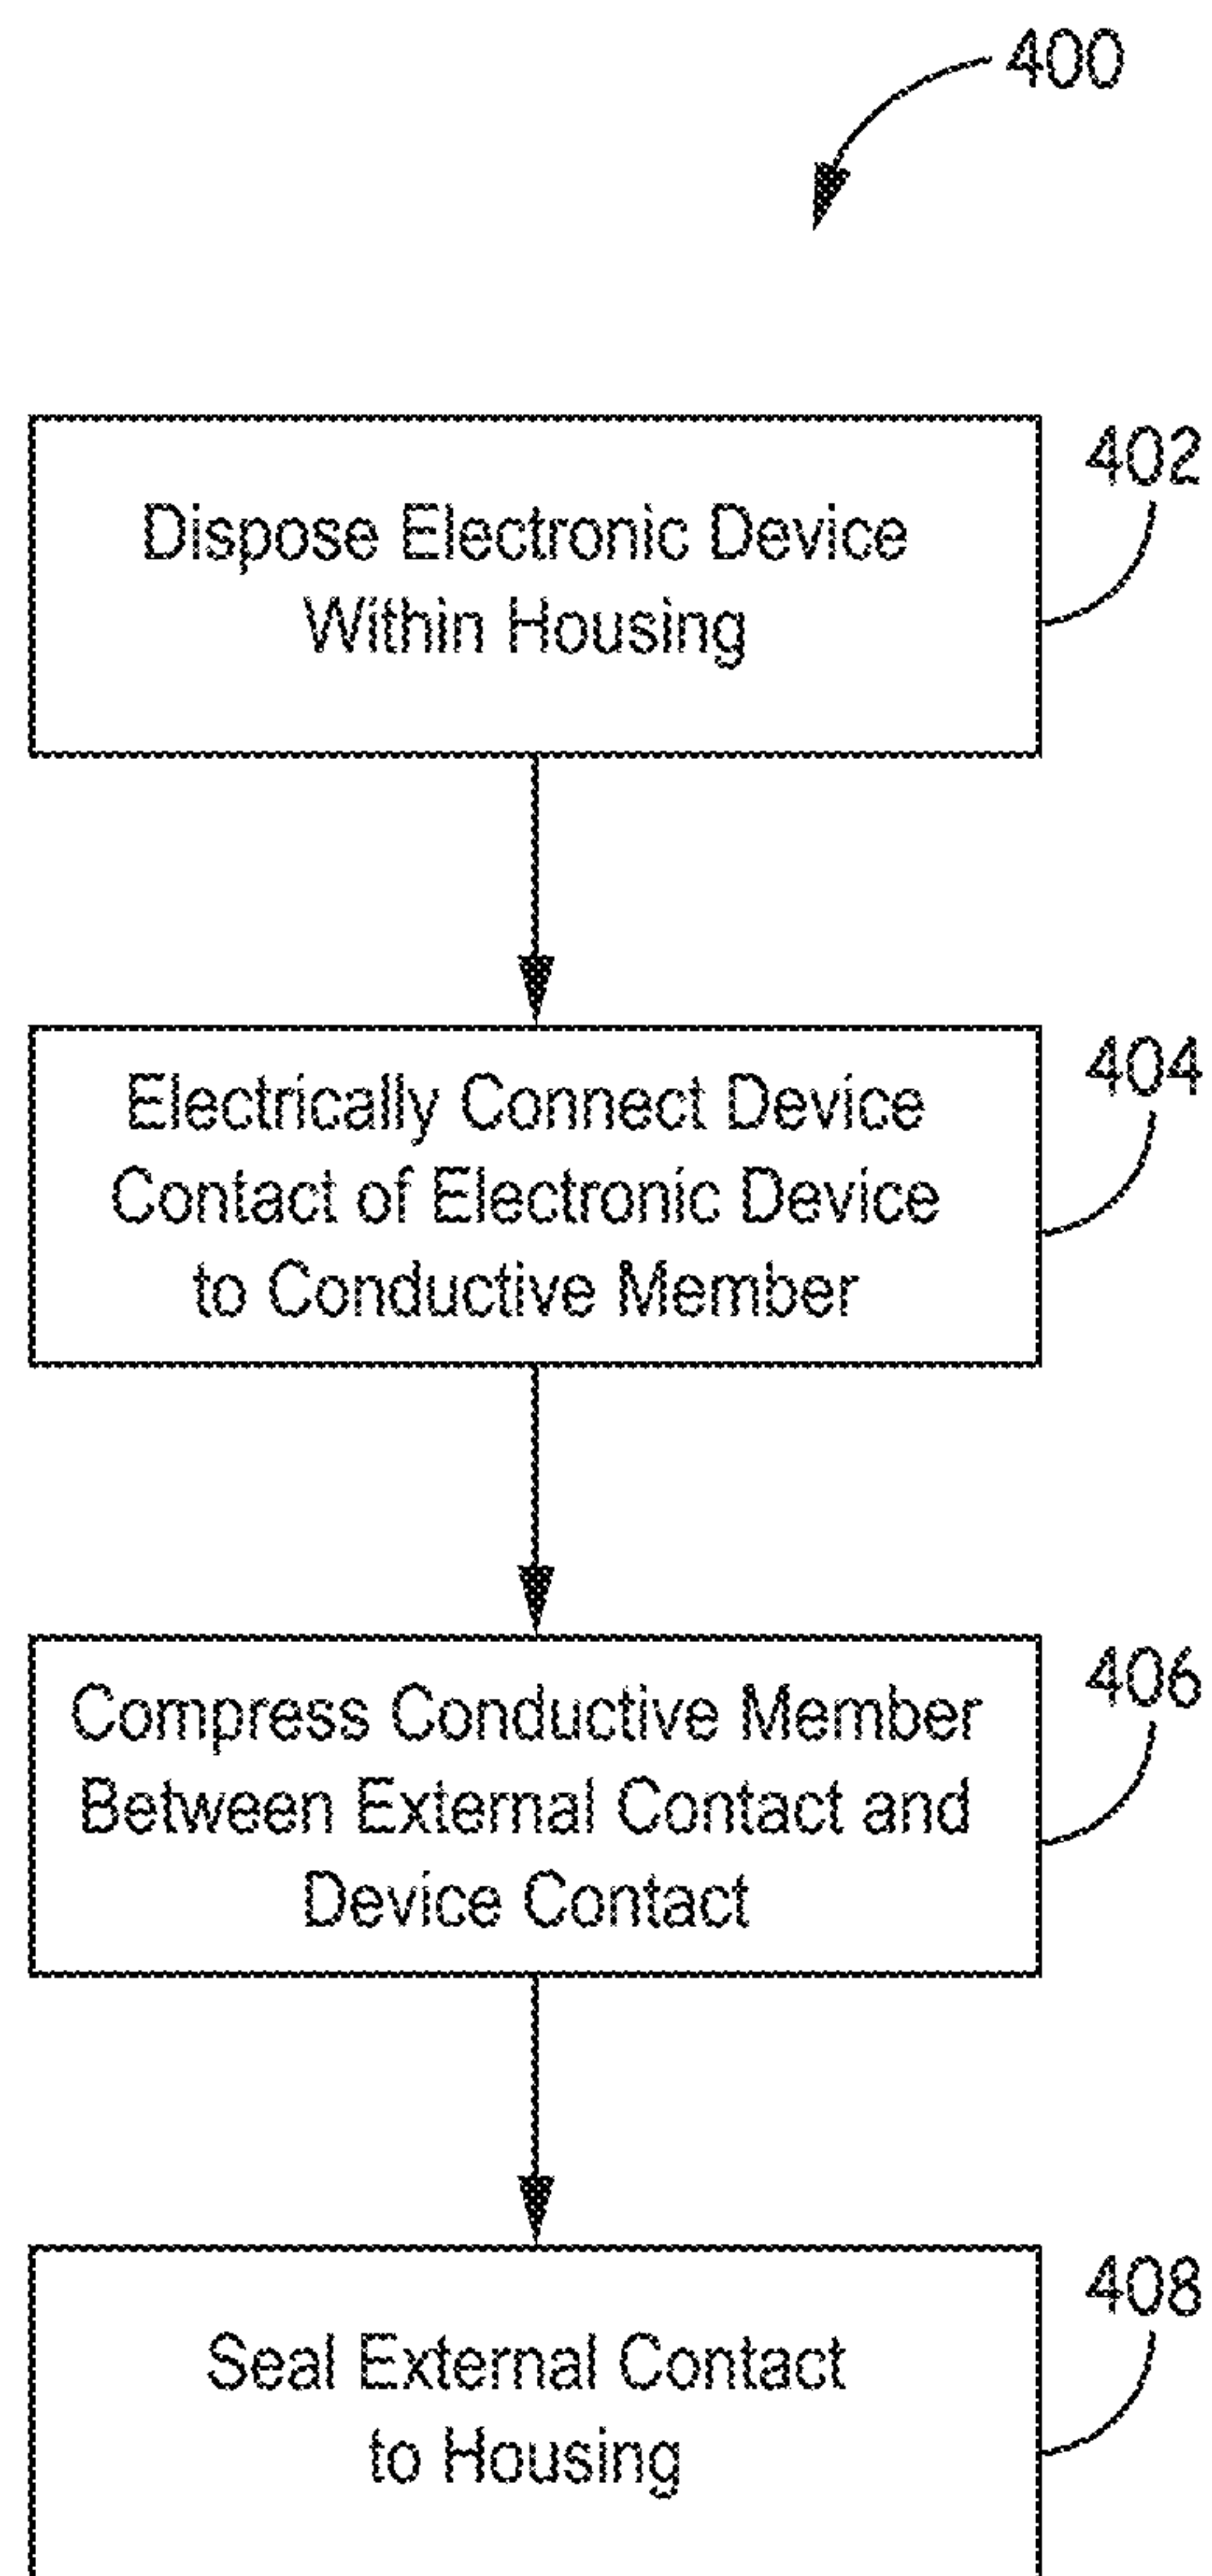 400
402
Dispose Electronic Device
Within Housing
404
Electrically Connect Device
Contact of Electronic Device
to Conductive Member
406
Compress Conductive Member
Between External Contact and
Device Contact
408
Seal External Contact
to Housing